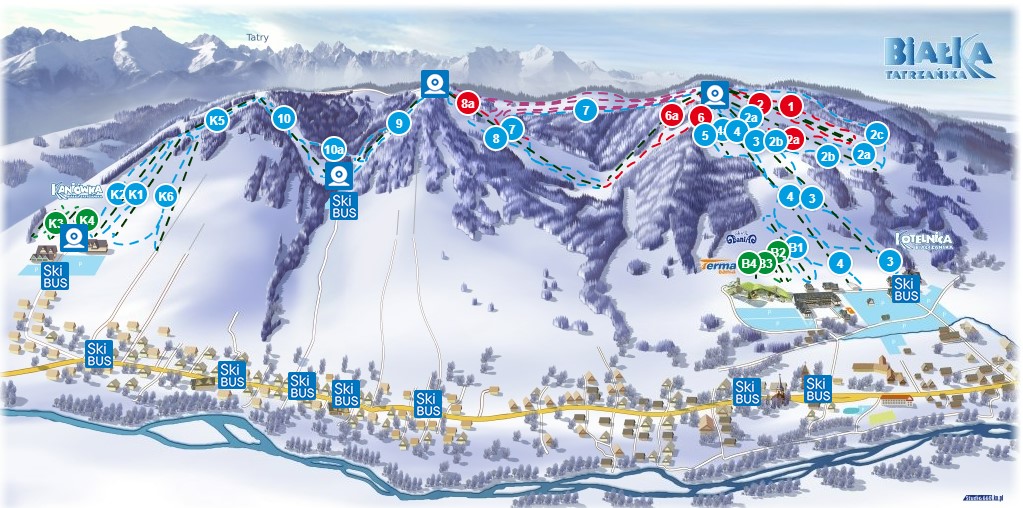 Tatry
BIAŁKA
TATRZAŃSKA
K5
10
9
10a
8a
8
7
7
6a
6
5
4
4
3
2
2a
2b
1
2a
2b
2c
2a
KANIÓWKA
K2
K1
K6
K3
K4
Ski
BUS
Ski
BUS
4
3
Bania
Terma
BANIA
KOTELNICA
BIAŁCZAŃSKA
B4
B3
B2
B1
4
3
Ski
BUS
Ski
BUS
Ski
BUS
Ski
BUS
Ski
BUS
Ski
BUS
Ski
BUS
Ski
BUS